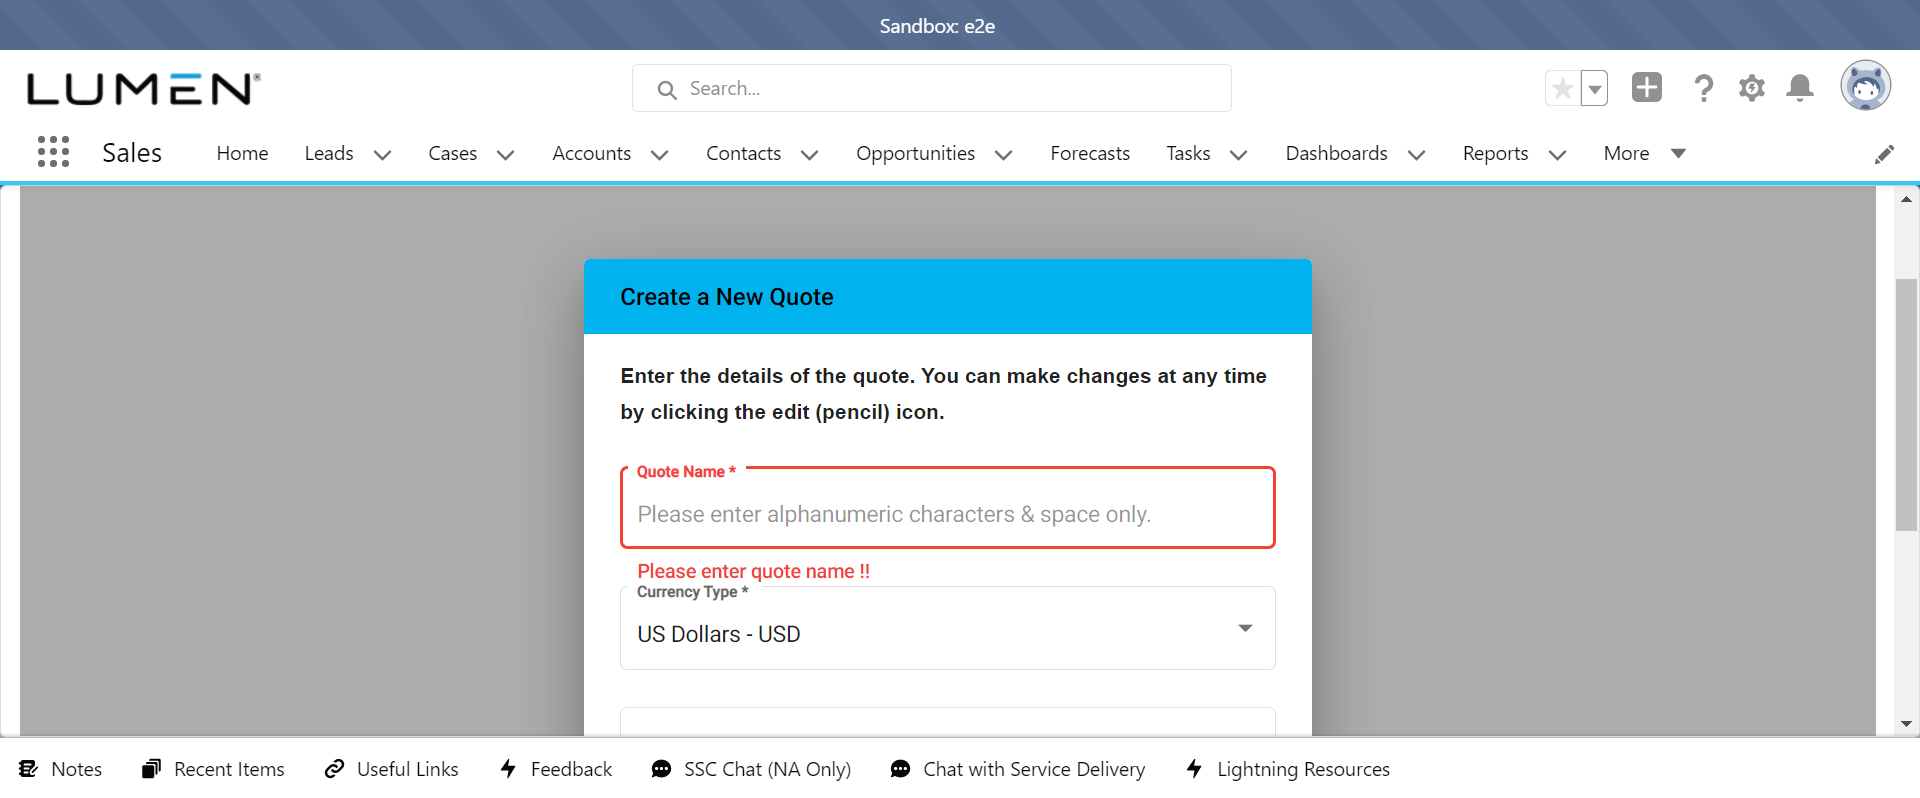 Sandbox: e2e
LUMEN®
Search...
Sales Home Leads Cases Accounts Contacts Opportunities Forecasts Tasks Dashboards Reports More
Create a New Quote
Enter the details of the quote. You can make changes at any time
by clicking the edit (pencil) icon.
Quote Name *
Please enter alphanumeric characters & space only.
Please enter quote name !!
Currency Type *
US Dollars - USD
Notes Recent Items Useful Links Feedback SSC Chat (NA Only) Chat with Service Delivery Lightning Resources